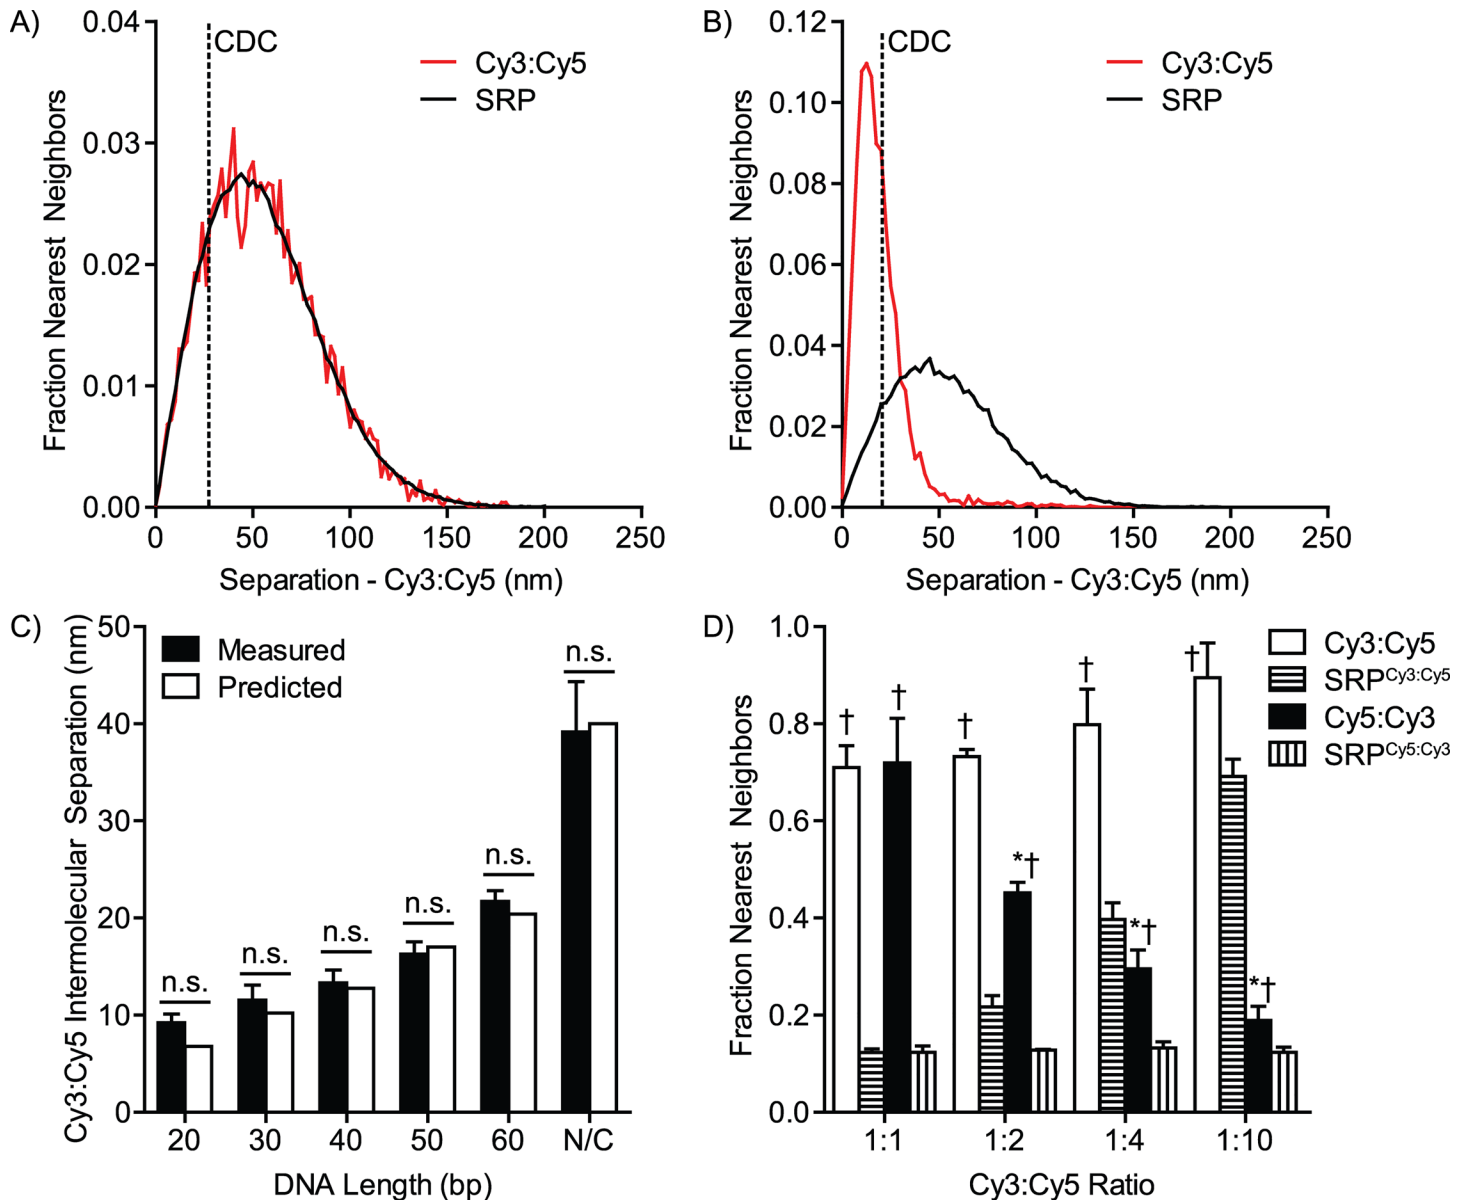 A)
0.04
0.03
0.02
0.01
0.00
Fraction Nearest Neighbors
CDC
Cy3:Cy5
SRP
0 50 100 150 200 250
Separation - Cy3:Cy5 (nm)
B)
0.12
0.10
0.08
0.06
0.04
0.02
0.00
Fraction Nearest Neighbors
CDC
Cy3:Cy5
SRP
0 50 100 150 200 250
Separation - Cy3:Cy5 (nm)
C)
50
40
30
20
10
0
Cy3:Cy5 Intermolecular Separation (nm)
Measured
Predicted
n.s.
n.s.
n.s.
n.s.
n.s.
n.s.
20 30 40 50 60 N/C
DNA Length (bp)
D)
1.0
0.8
0.6
0.4
0.2
0.0
Fraction Nearest Neighbors
Cy3:Cy5
SRP^Cy3:Cy5
Cy5:Cy3
SRP^Cy5:Cy3
†
†
†
*†
†
*†
†
*†
1:1 1:2 1:4 1:10
Cy3:Cy5 Ratio